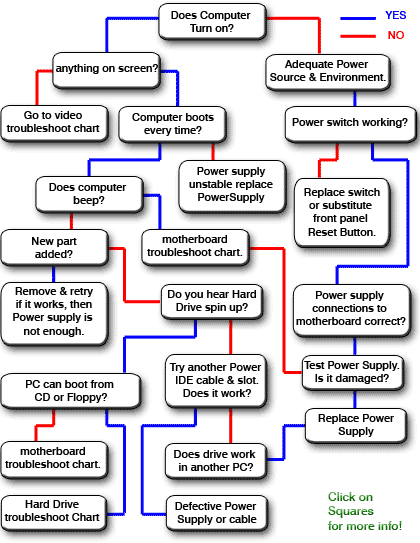 Does Computer
Turn on?
YES
NO
anything on screen?
Adequate Power
Source & Environment.
Go to video
troubleshoot chart
Computer boots
every time?
Power switch working?
Power supply
unstable replace
PowerSupply
Does computer
beep?
Replace switch
or substitute
front panel
Reset Button.
New part
added?
motherboard
troubleshoot chart.
Remove & retry
if it works, then
Power supply is
not enough.
Do you hear Hard
Drive spin up?
Power supply
connections to
motherboard correct?
PC can boot from
CD or Floppy?
Try another Power
IDE cable & slot.
Does it work?
Test Power Supply.
Is it damaged?
Replace Power
Supply
motherboard
troubleshoot chart.
Does drive work
in another PC?
Hard Drive
troubleshoot Chart
Defective Power
Supply or cable
Click on
Squares
for more info!